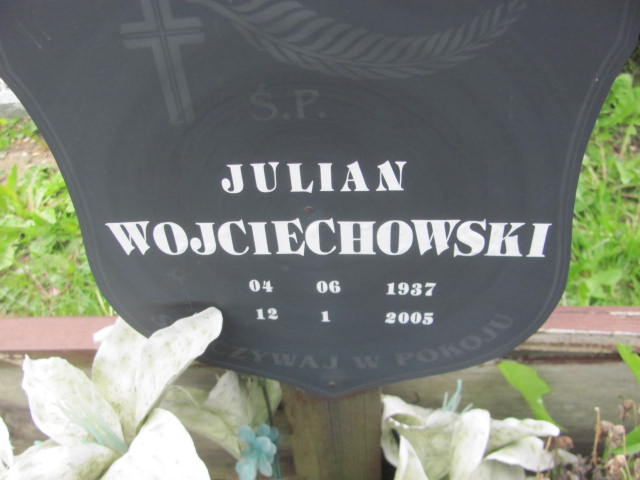 Ś.P.
JULIAN
WOJCIECHOWSKI
04 06 1937
12 1 2005
W POKOJU